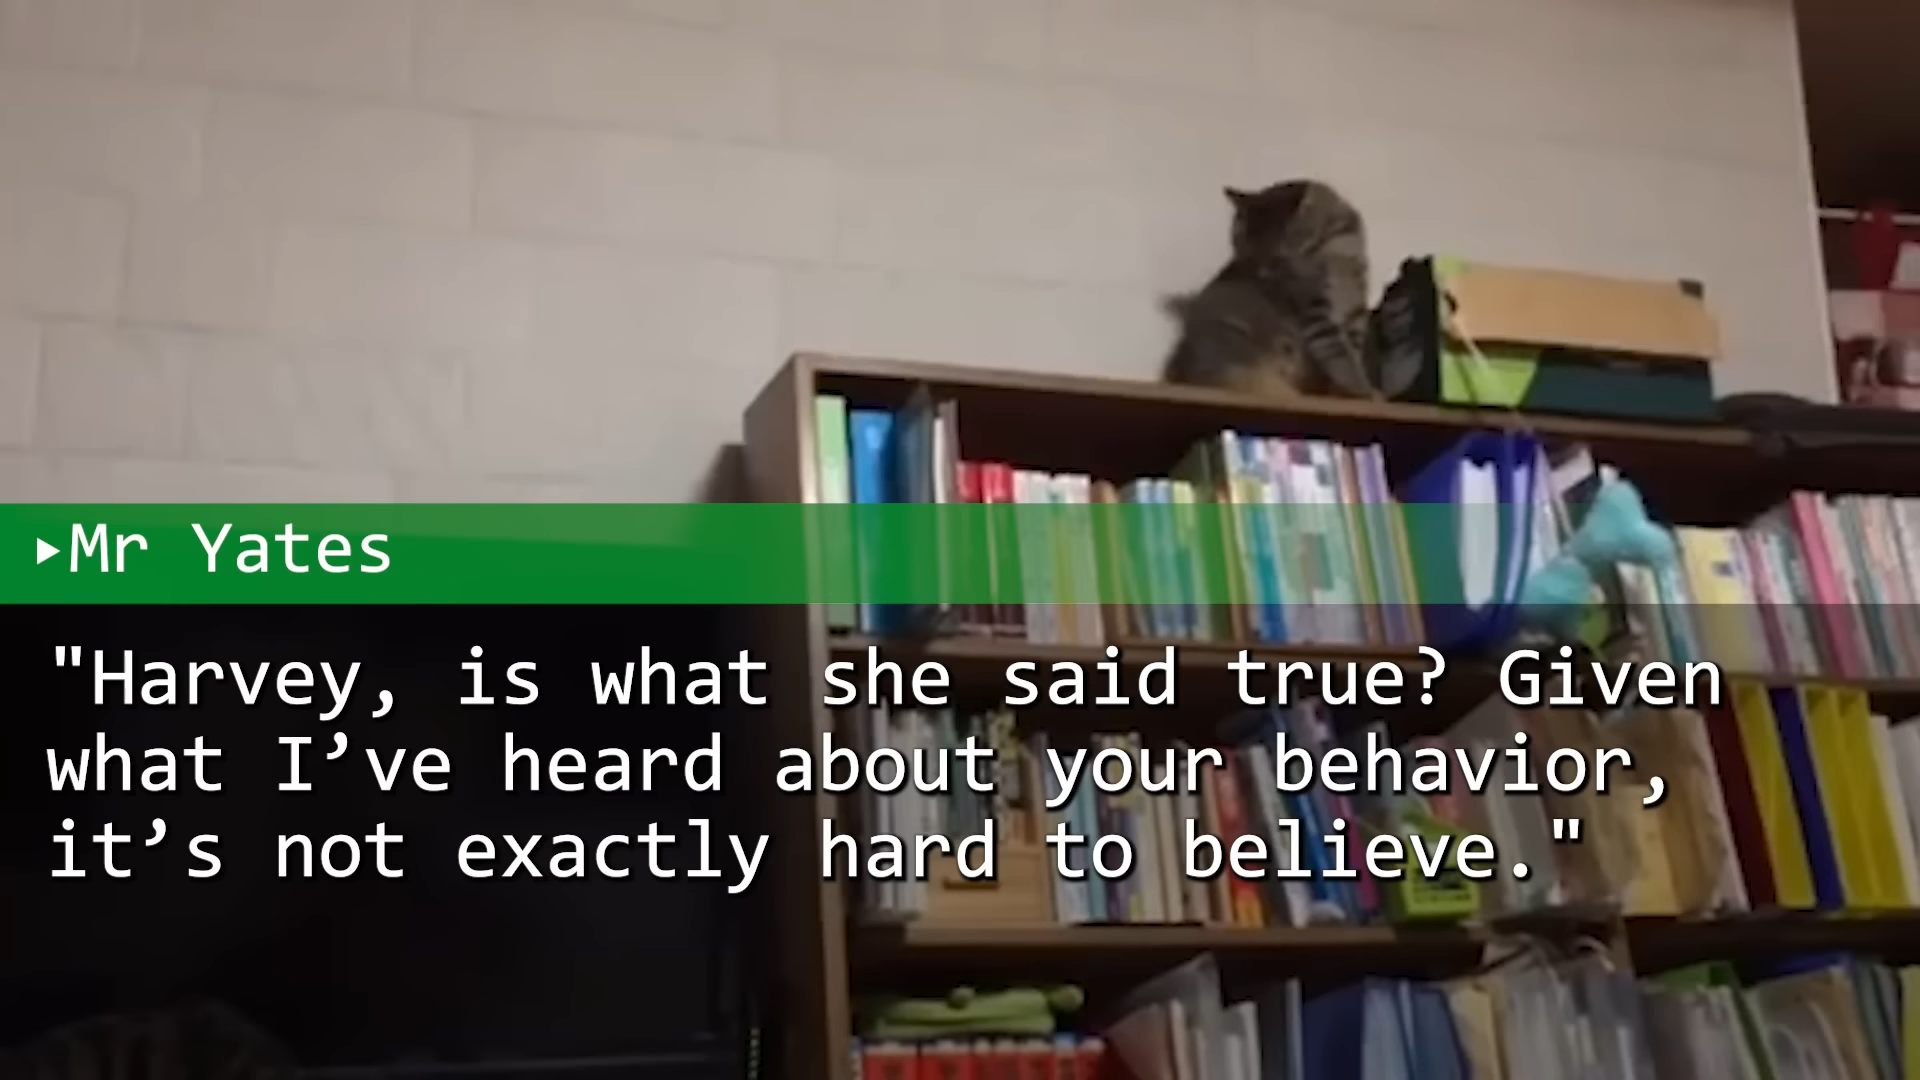 ▸Mr Yates
"Harvey, is what she said true? Given
what I’ve heard about your behavior,
it’s not exactly hard to believe."